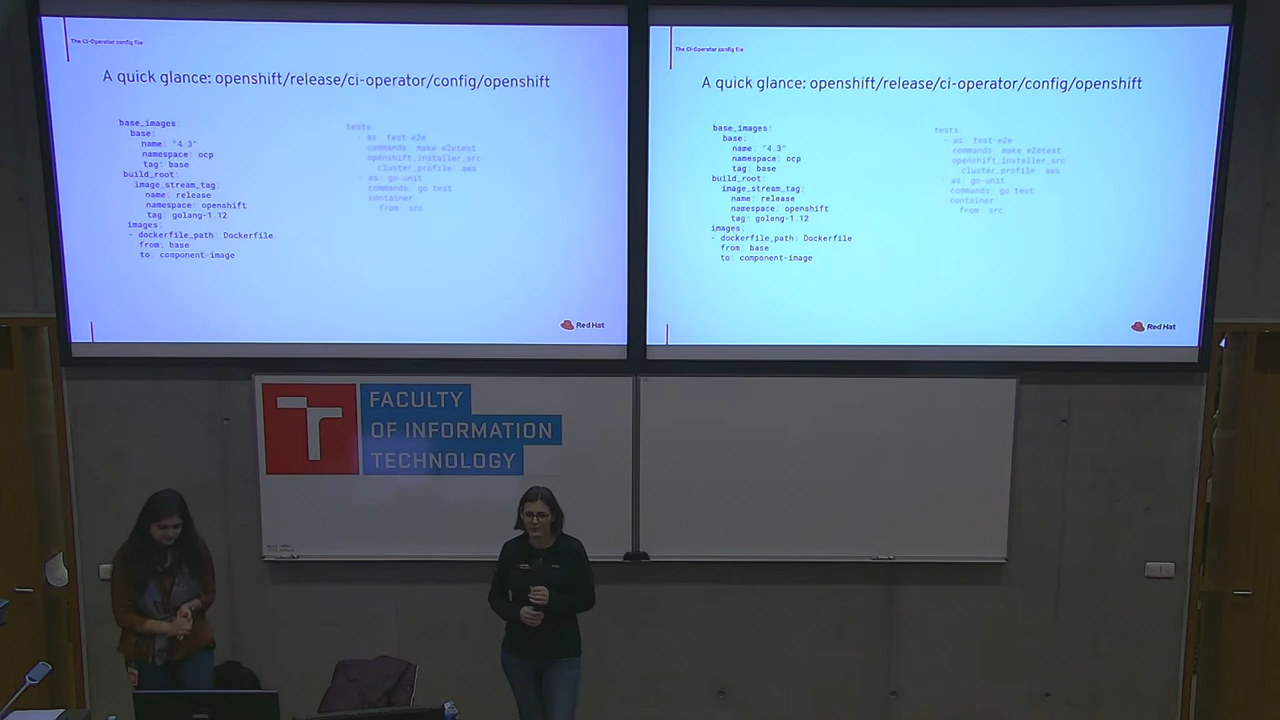 The CI-Operator config file
A quick glance: openshift/release/ci-operator/config/openshift
base_images:
base:
name: "4.3"
namespace: ocp
tag: base
build_root:
image_stream_tag:
name: release
namespace: openshift
tag: golang-1.12
images:
- dockerfile_path: Dockerfile
from: base
to: component-image
tests:
- as: test-e2e
commands: make e2etest
openshift_installer_src:
cluster_profile: aws
- as: go-unit
commands: go test
container:
from: src
Red Hat
The CI-Operator config file
A quick glance: openshift/release/ci-operator/config/openshift
base_images:
base:
name: "4.3"
namespace: ocp
tag: base
build_root:
image_stream_tag:
name: release
namespace: openshift
tag: golang-1.12
images:
- dockerfile_path: Dockerfile
from: base
to: component-image
tests:
- as: test-e2e
commands: make e2etest
openshift_installer_src:
cluster_profile: aws
- as: go-unit
commands: go test
container:
from: src
Red Hat
T FACULTY
OF INFORMATION
TECHNOLOGY